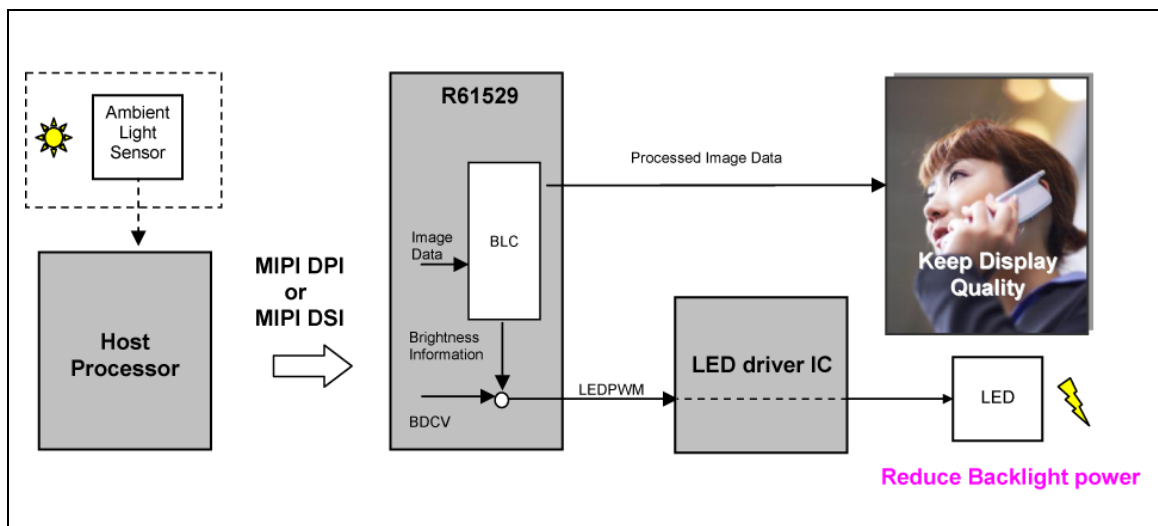 Ambient
Light
Sensor
Host
Processor
MIPI DPI
or
MIPI DSI
R61529
Image
Data
BLC
Brightness
Information
BDCV
Processed Image Data
LEDPWM
LED driver IC
Keep Display
Quality
LED
Reduce Backlight power